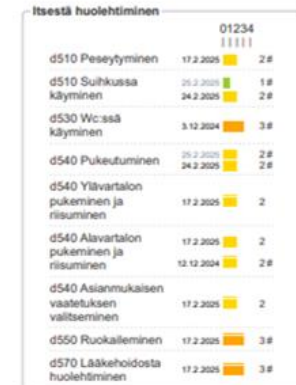 Itsestä huolehtiminen
01234
d510 Peseytyminen 17.2.2025 2#
d510 Suihkussa 25.2.2025 1#
käyminen 24.2.2025 2#
d530 Wc:ssä
käyminen 3.12.2024 3#
d540 Pukeutuminen 25.2.2025 2#
24.2.2025 2#
d540 Ylävartalon
pukeminen ja 17.2.2025 2
riisuminen
d540 Alavartalon 17.2.2025 2
pukeminen ja
riisuminen 12.12.2024 2#
d540 Asianmukaisen
vaatetuksen 17.2.2025 2
valitseminen
d550 Ruokaileminen 17.2.2025 3#
d570 Lääkehoidosta 17.2.2025 3#
huolehtiminen